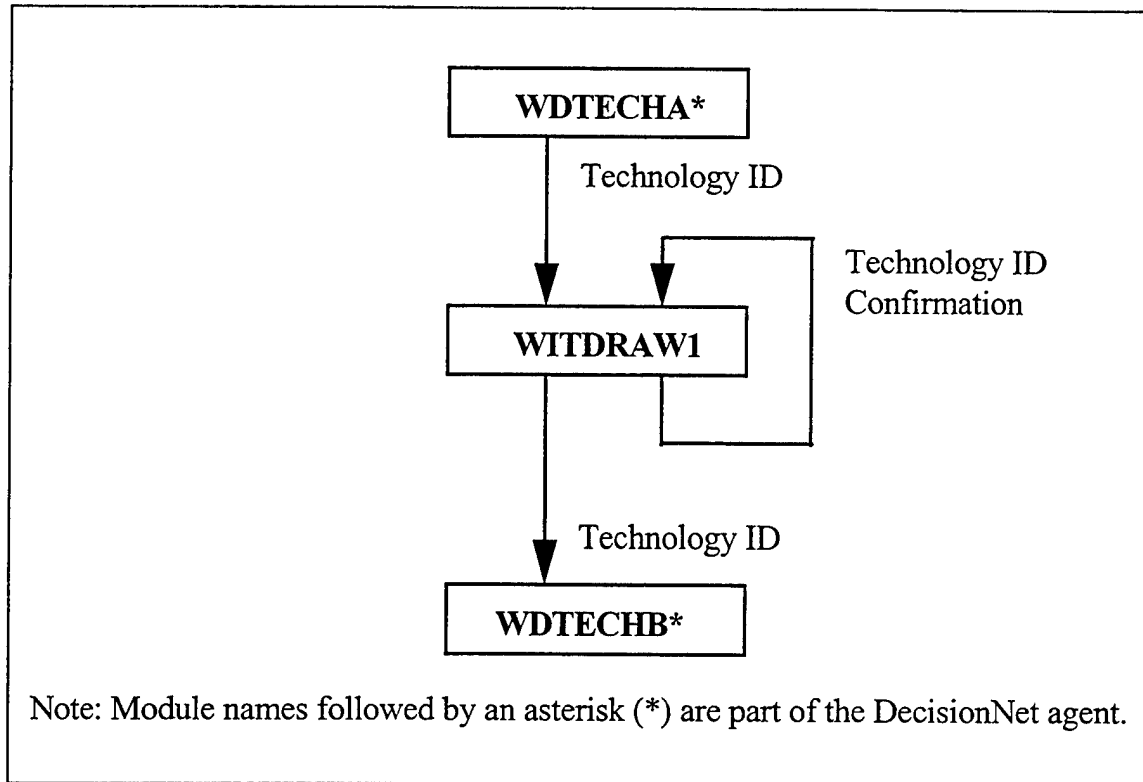 WDTECHA*
Technology ID
Technology ID
Confirmation
WITDRAW1
Technology ID
WDTECHB*
Note: Module names followed by an asterisk (*) are part of the DecisionNet agent.